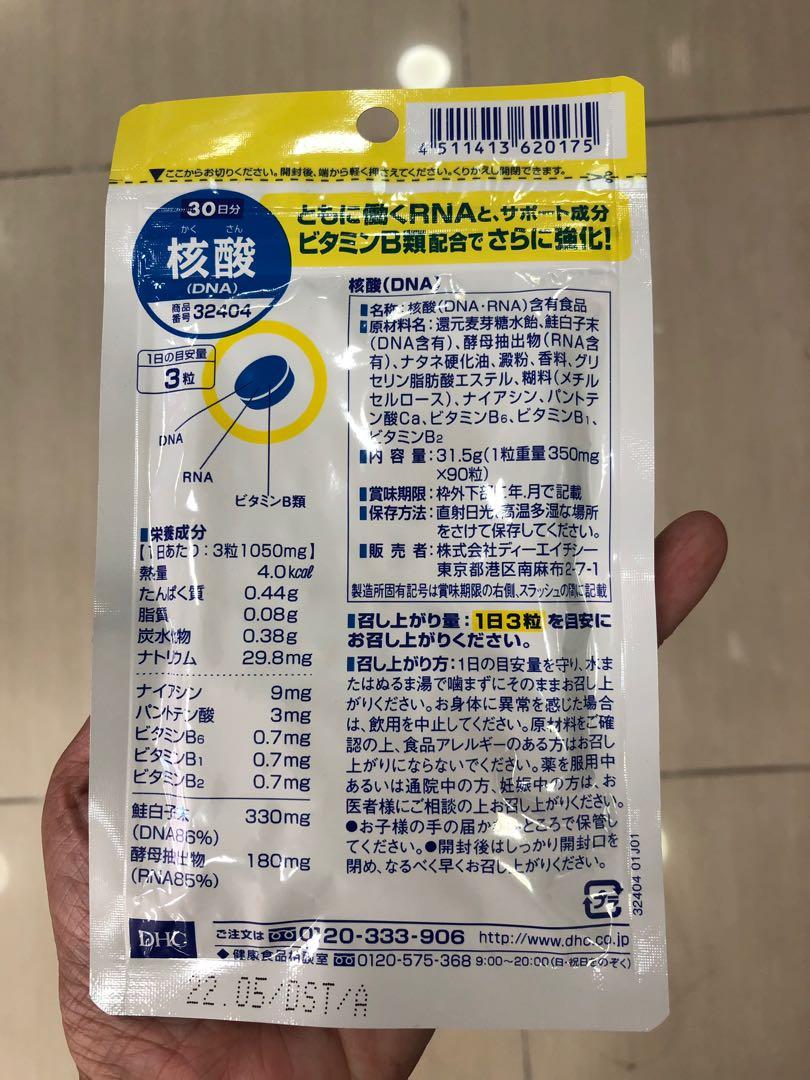 4 511413 620175
▼ここからお切りください。開封後、端から軽く押さえてください。くりかえし開閉できます。
30日分
かく さん
核酸
(DNA)
商品番号 32404
ともに働くRNAと、サポート成分
ビタミンB類配合でさらに強化!
1日の目安量
3粒
DNA
RNA
ビタミンB類
■栄養成分
【1日あたり:3粒1050mg】
熱量 4.0kcal
たんぱく質 0.44g
脂質 0.08g
炭水化物 0.38g
ナトリウム 29.8mg
ナイアシン 9mg
パントテン酸 3mg
ビタミンB6 0.7mg
ビタミンB1 0.7mg
ビタミンB2 0.7mg
鮭白子末 330mg
(DNA86%)
酵母抽出物 180mg
(RNA85%)
核酸(DNA)
■名称:核酸(DNA・RNA)含有食品
■原材料名:還元麦芽糖水飴、鮭白子末
(DNA含有)、酵母抽出物(RNA含
有)、ナタネ硬化油、澱粉、香料、グリ
セリン脂肪酸エステル、糊料(メチル
セルロース)、ナイアシン、パントテ
ン酸Ca、ビタミンB6、ビタミンB1、
ビタミンB2
■内容量:31.5g(1粒重量350mg
×90粒)
■賞味期限:枠外下部に年.月で記載
■保存方法:直射日光、高温多湿な場所
をさけて保存してください。
■販売者:株式会社ディーエイチシー
東京都港区南麻布2-7-1
製造所固有記号は賞味期限の右側、スラッシュの間に記載
■召し上がり量:1日3粒を目安に
お召し上がりください。
■召し上がり方:1日の目安量を守り、水ま
たはぬるま湯で噛まずにそのままお召し上
がりください。お身体に異常を感じた場合
は、飲用を中止してください。原材料をご確
認の上、食品アレルギーのある方はお召し
上がりにならないでください。薬を服用中
あるいは通院中の方、妊娠中の方は、お
医者様にご相談の上お召し上がりください。
●お子様の手の届かないところで保管し
てください。●開封後はしっかり開封口を
閉め、なるべく早くお召し上がりください。
プラ
32404 01J01
DHC
ご注文は 0120-333-906 http://www.dhc.co.jp
◆健康食品相談室 0120-575-368 9:00〜20:00(日・祝日をのぞく)
22.05/DST/A